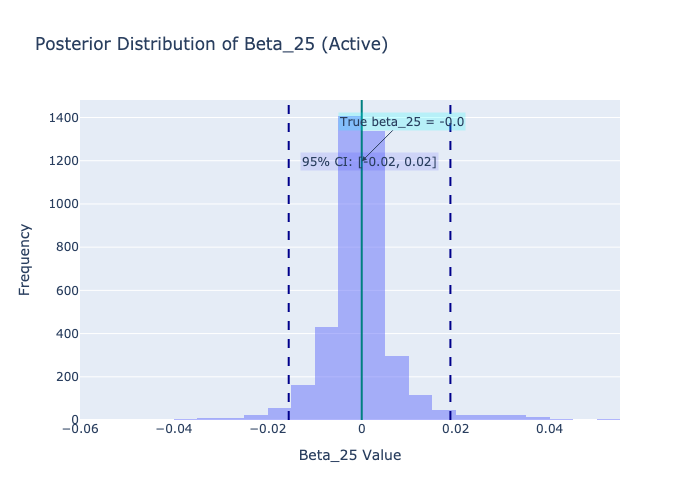 Posterior Distribution of Beta_25 (Active)
1400
True beta_25 = -0.0
1200
95% CI: [-0.02, 0.02]
1000
800
600
400
200
0
Frequency
−0.06
−0.04
−0.02
0
0.02
0.04
Beta_25 Value